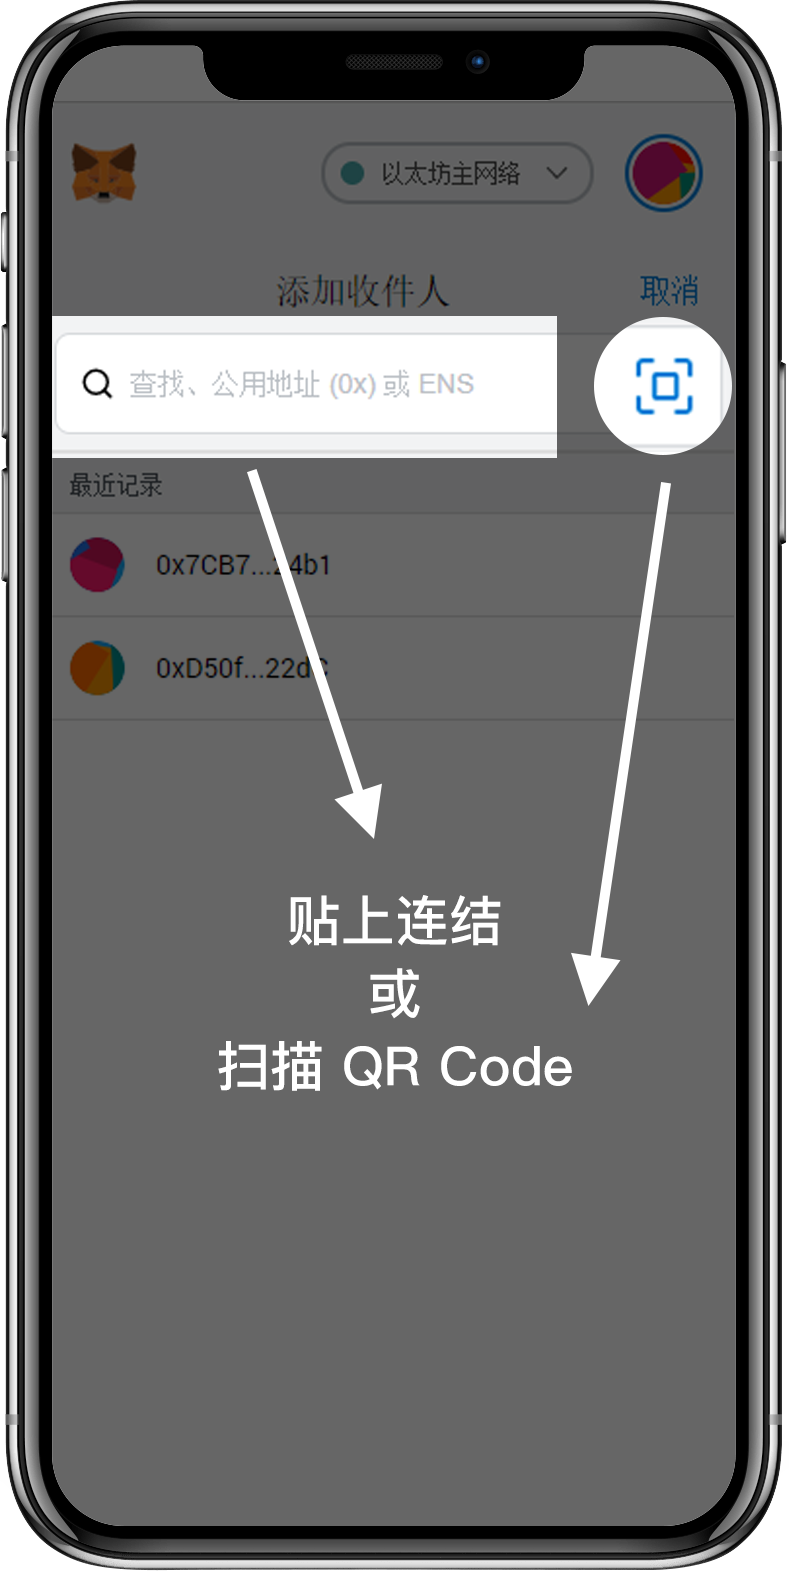 以太坊主网络
添加收件人
取消
查找、公用地址 (0x) 或 ENS
最近记录
0x7CB7...24b1
0xD50f...22dC
贴上连结
或
扫描 QR Code